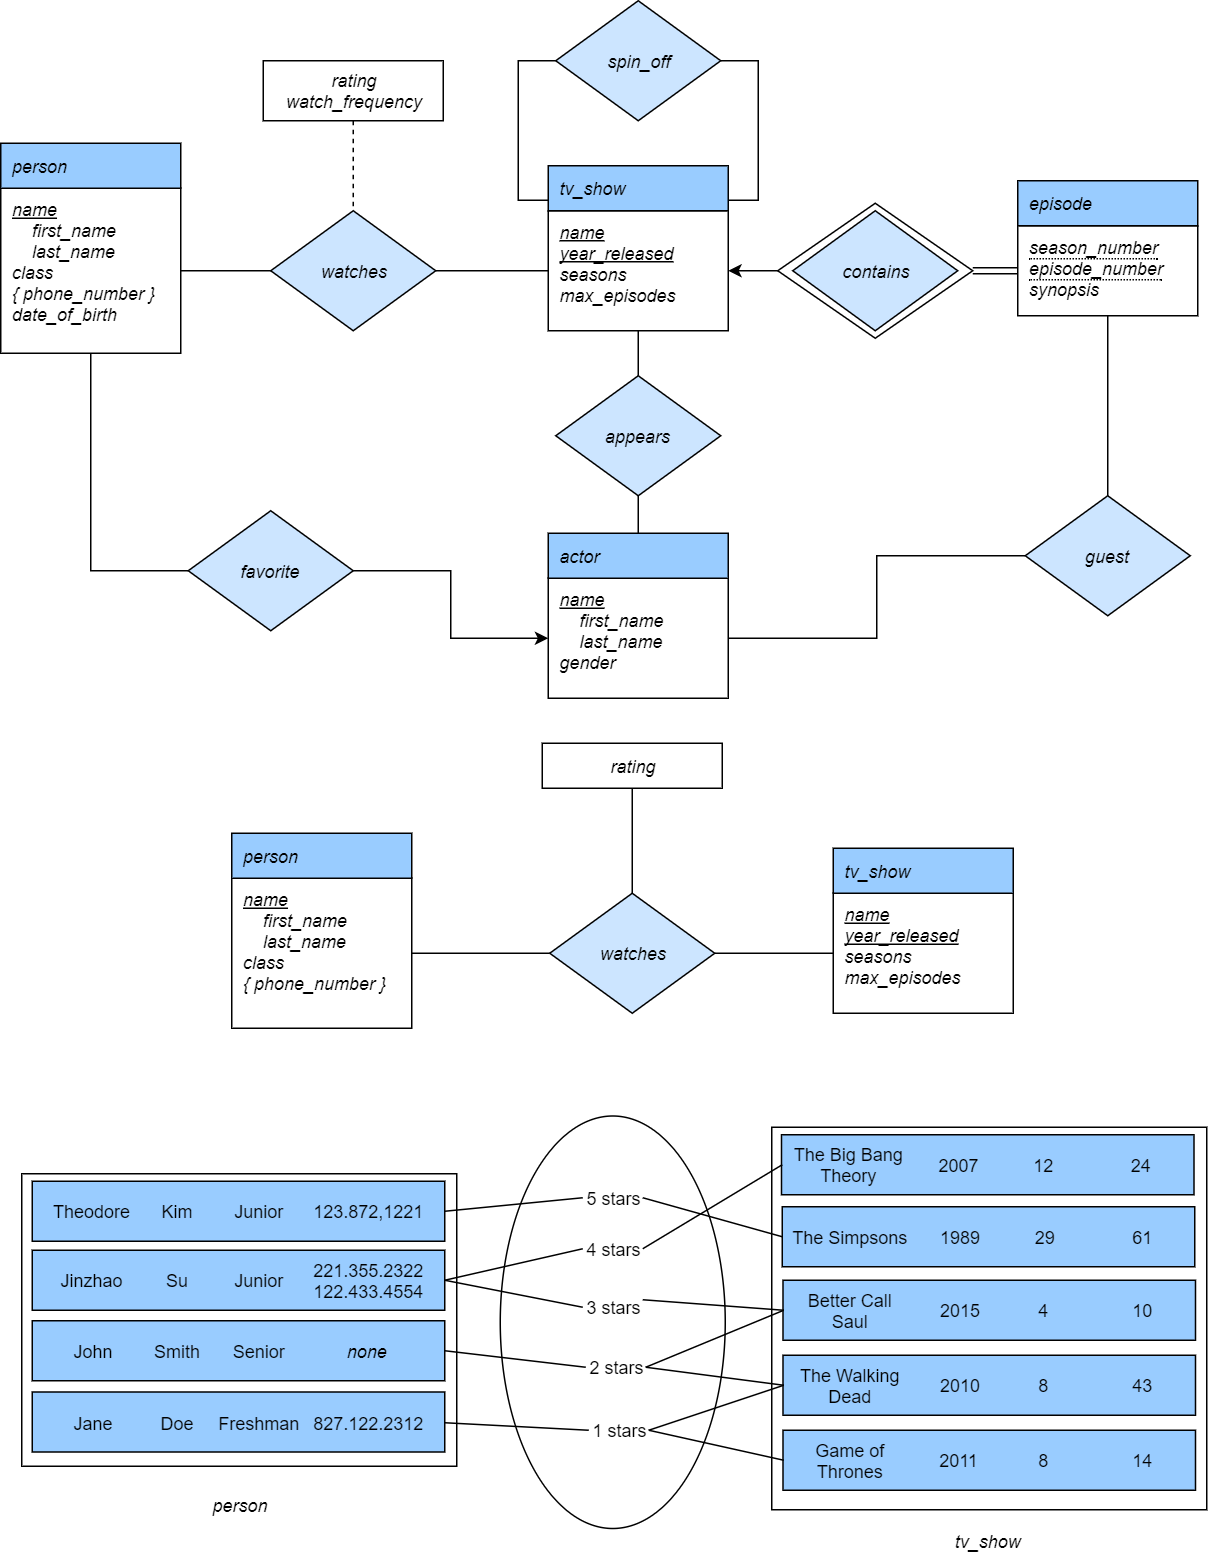 spin_off
rating
watch_frequency
person
name
first_name
last_name
class
{ phone_number }
date_of_birth
watches
tv_show
name
year_released
seasons
max_episodes
contains
episode
season_number
episode_number
synopsis
appears
favorite
actor
name
first_name
last_name
gender
guest
rating
person
name
first_name
last_name
class
{ phone_number }
watches
tv_show
name
year_released
seasons
max_episodes
Theodore Kim Junior 123.872,1221
Jinzhao Su Junior 221.355.2322
122.433.4554
John Smith Senior none
Jane Doe Freshman 827.122.2312
person
5 stars
4 stars
3 stars
2 stars
1 stars
The Big Bang
Theory 2007 12 24
The Simpsons 1989 29 61
Better Call
Saul 2015 4 10
The Walking
Dead 2010 8 43
Game of
Thrones 2011 8 14
tv_show